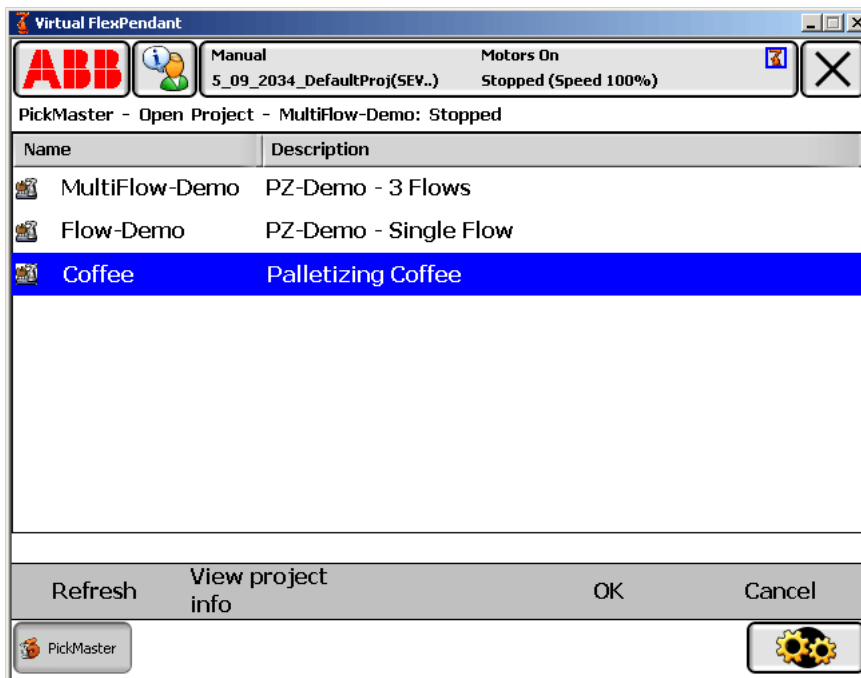 Virtual FlexPendant
ABB
Manual Motors On
5_09_2034_DefaultProj(SEV..) Stopped (Speed 100%)
PickMaster - Open Project - MultiFlow-Demo: Stopped
Name Description
MultiFlow-Demo PZ-Demo - 3 Flows
Flow-Demo PZ-Demo - Single Flow
Coffee Palletizing Coffee
Refresh View project info OK Cancel
PickMaster